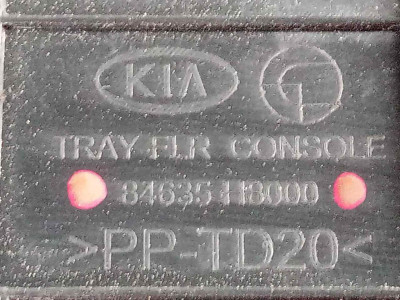 KIA
TRAY FLR CONSOLE
84635 H8000
>PP-TD20<